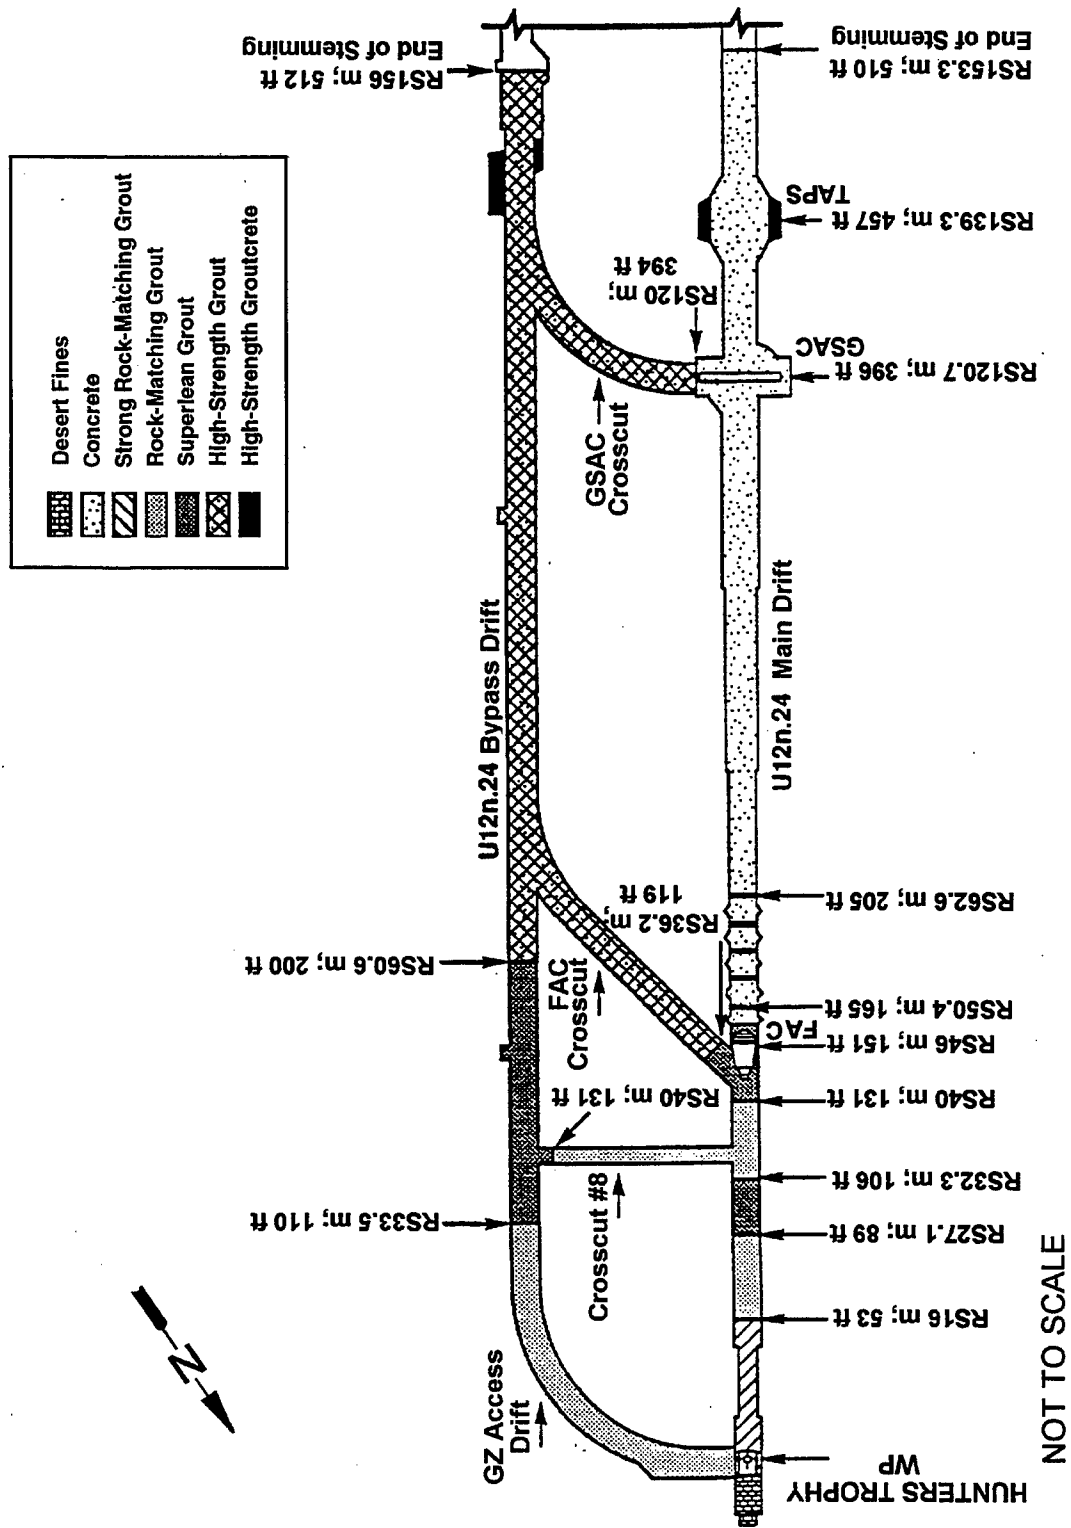 Desert Fines
Concrete
Strong Rock-Matching Grout
Rock-Matching Grout
Superlean Grout
High-Strength Grout
High-Strength Groutcrete
RS156 m; 512 ft
End of Stemming
RS153.3 m; 510 ft
End of Stemming
TAPS
RS139.3 m; 457 ft
RS120 m;
394 ft
GSAC
RS120.7 m; 396 ft
GSAC
Crosscut
U12n.24 Bypass Drift
U12n.24 Main Drift
RS36.2 m;
119 ft
RS62.6 m; 205 ft
RS60.6 m; 200 ft
FAC
Crosscut
RS50.4 m; 165 ft
FAC
RS46 m; 151 ft
RS40 m; 131 ft
RS40 m; 131 ft
Crosscut #8
RS32.3 m; 106 ft
RS33.5 m; 110 ft
RS27.1 m; 89 ft
RS16 m; 53 ft
N
GZ Access
Drift
HUNTERS TROPHY
WP
NOT TO SCALE